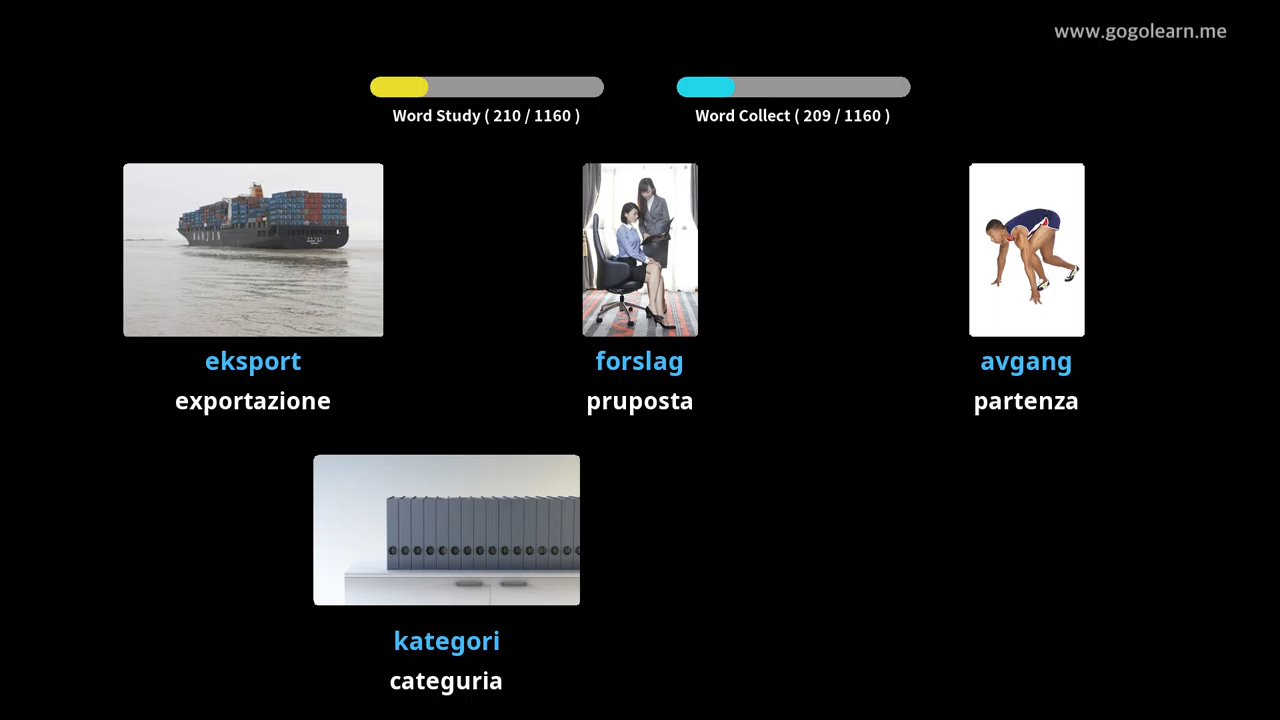 www.gogolearn.me
Word Study ( 210 / 1160 )
Word Collect ( 209 / 1160 )
HANJIN
eksport
forslag
avgang
exportazione
pruposta
partenza
kategori
categuria